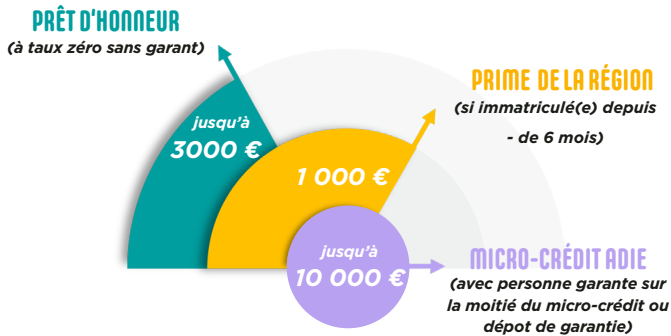 PRÊT D'HONNEUR
(à taux zéro sans garant)
jusqu'à
3000 €
PRIME DE LA RÉGION
(si immatriculé(e) depuis
- de 6 mois)
1 000 €
jusqu'à
10 000 €
MICRO-CRÉDIT ADIE
(avec personne garante sur
la moitié du micro-crédit ou
dépot de garantie)